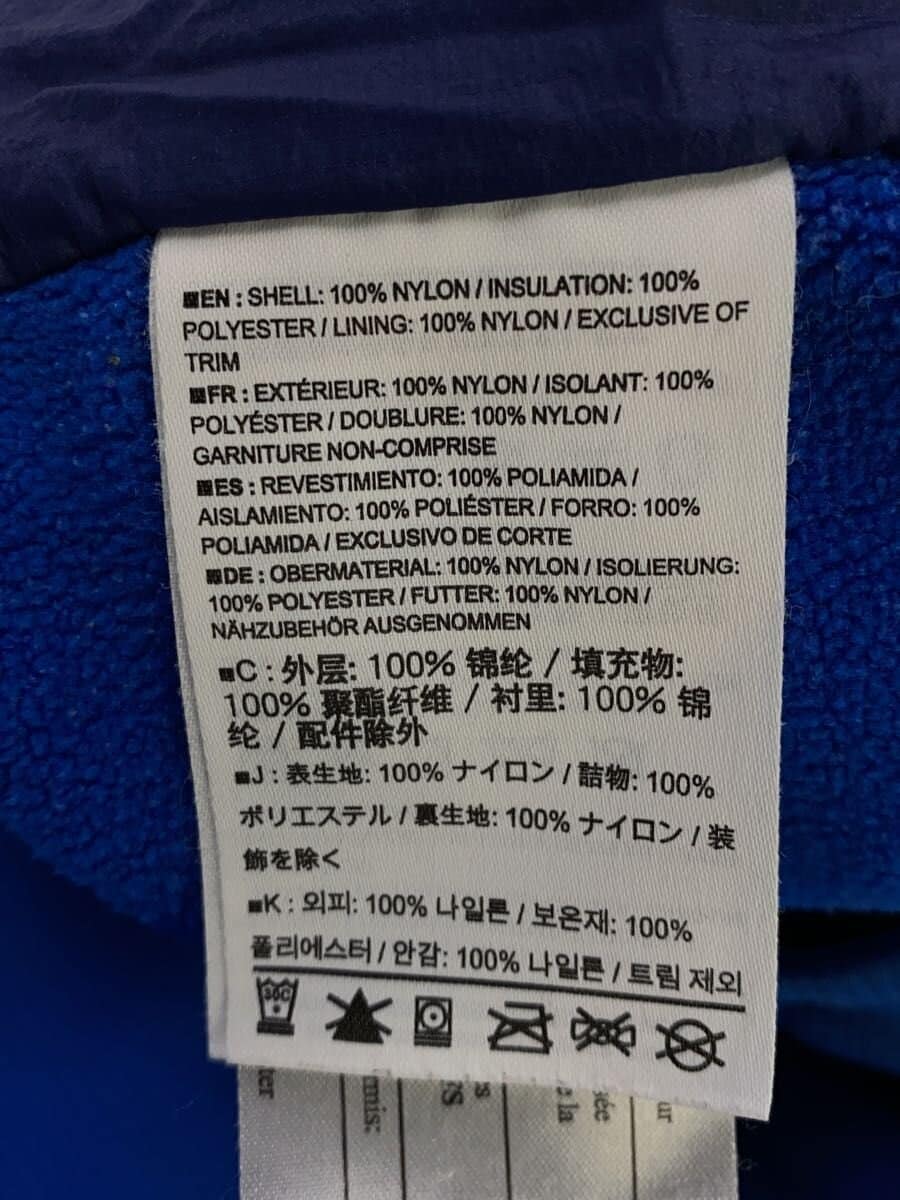 EN : SHELL: 100% NYLON / INSULATION: 100%
POLYESTER / LINING: 100% NYLON / EXCLUSIVE OF
TRIM
FR : EXTÉRIEUR: 100% NYLON / ISOLANT: 100%
POLYÉSTER / DOUBLURE: 100% NYLON /
GARNITURE NON-COMPRISE
ES : REVESTIMIENTO: 100% POLIAMIDA /
AISLAMIENTO: 100% POLIÉSTER / FORRO: 100%
POLIAMIDA / EXCLUSIVO DE CORTE
DE : OBERMATERIAL: 100% NYLON / ISOLIERUNG:
100% POLYESTER / FUTTER: 100% NYLON /
NÄHZUBEHÖR AUSGENOMMEN
C : 外层: 100% 锦纶 / 填充物:
100% 聚酯纤维 / 衬里: 100% 锦
纶 / 配件除外
J : 表生地: 100% ナイロン / 詰物: 100%
ポリエステル / 裏生地: 100% ナイロン / 装
飾を除く
K : 외피: 100% 나일론 / 보온재: 100%
폴리에스터 / 안감: 100% 나일론 / 트림 제외
30C
mis:
de la